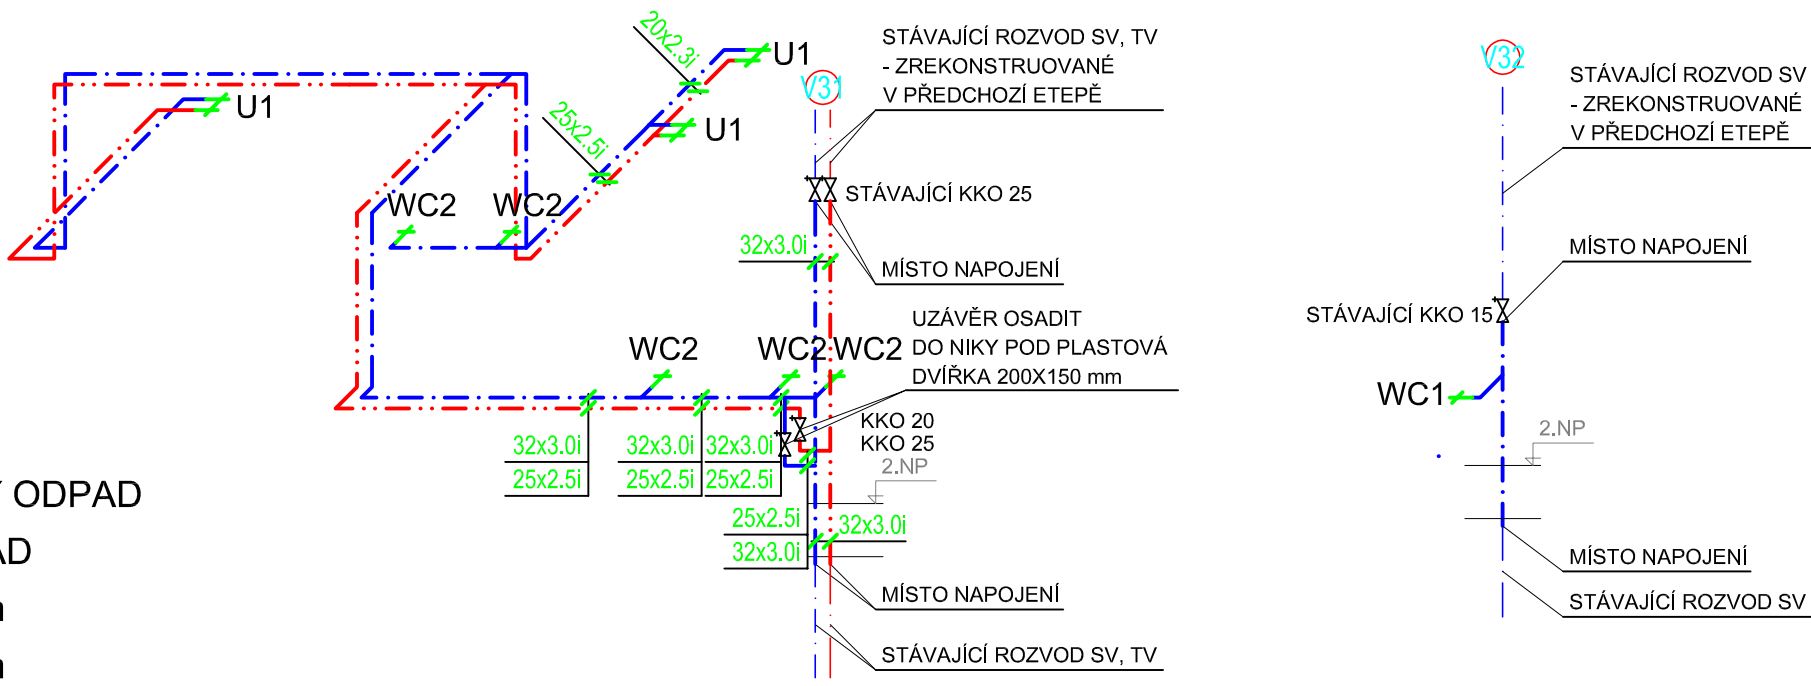 20x2.3i
U1
V31
STÁVAJÍCÍ ROZVOD SV, TV
- ZREKONSTRUOVANÉ
V PŘEDCHOZÍ ETEPĚ
V32
STÁVAJÍCÍ ROZVOD SV
- ZREKONSTRUOVANÉ
V PŘEDCHOZÍ ETEPĚ
U1
25x2.5i
U1
WC2
WC2
STÁVAJÍCÍ KKO 25
32x3.0i
MÍSTO NAPOJENÍ
MÍSTO NAPOJENÍ
STÁVAJÍCÍ KKO 15
UZÁVĚR OSADIT
DO NIKY POD PLASTOVÁ
DVÍŘKA 200X150 mm
WC2
WC2
WC2
WC1
KKO 20
KKO 25
2.NP
2.NP
32x3.0i
25x2.5i
32x3.0i
25x2.5i
32x3.0i
25x2.5i
ODPAD
25x2.5i
32x3.0i
32x3.0i
MÍSTO NAPOJENÍ
STÁVAJÍCÍ ROZVOD SV, TV
MÍSTO NAPOJENÍ
STÁVAJÍCÍ ROZVOD SV